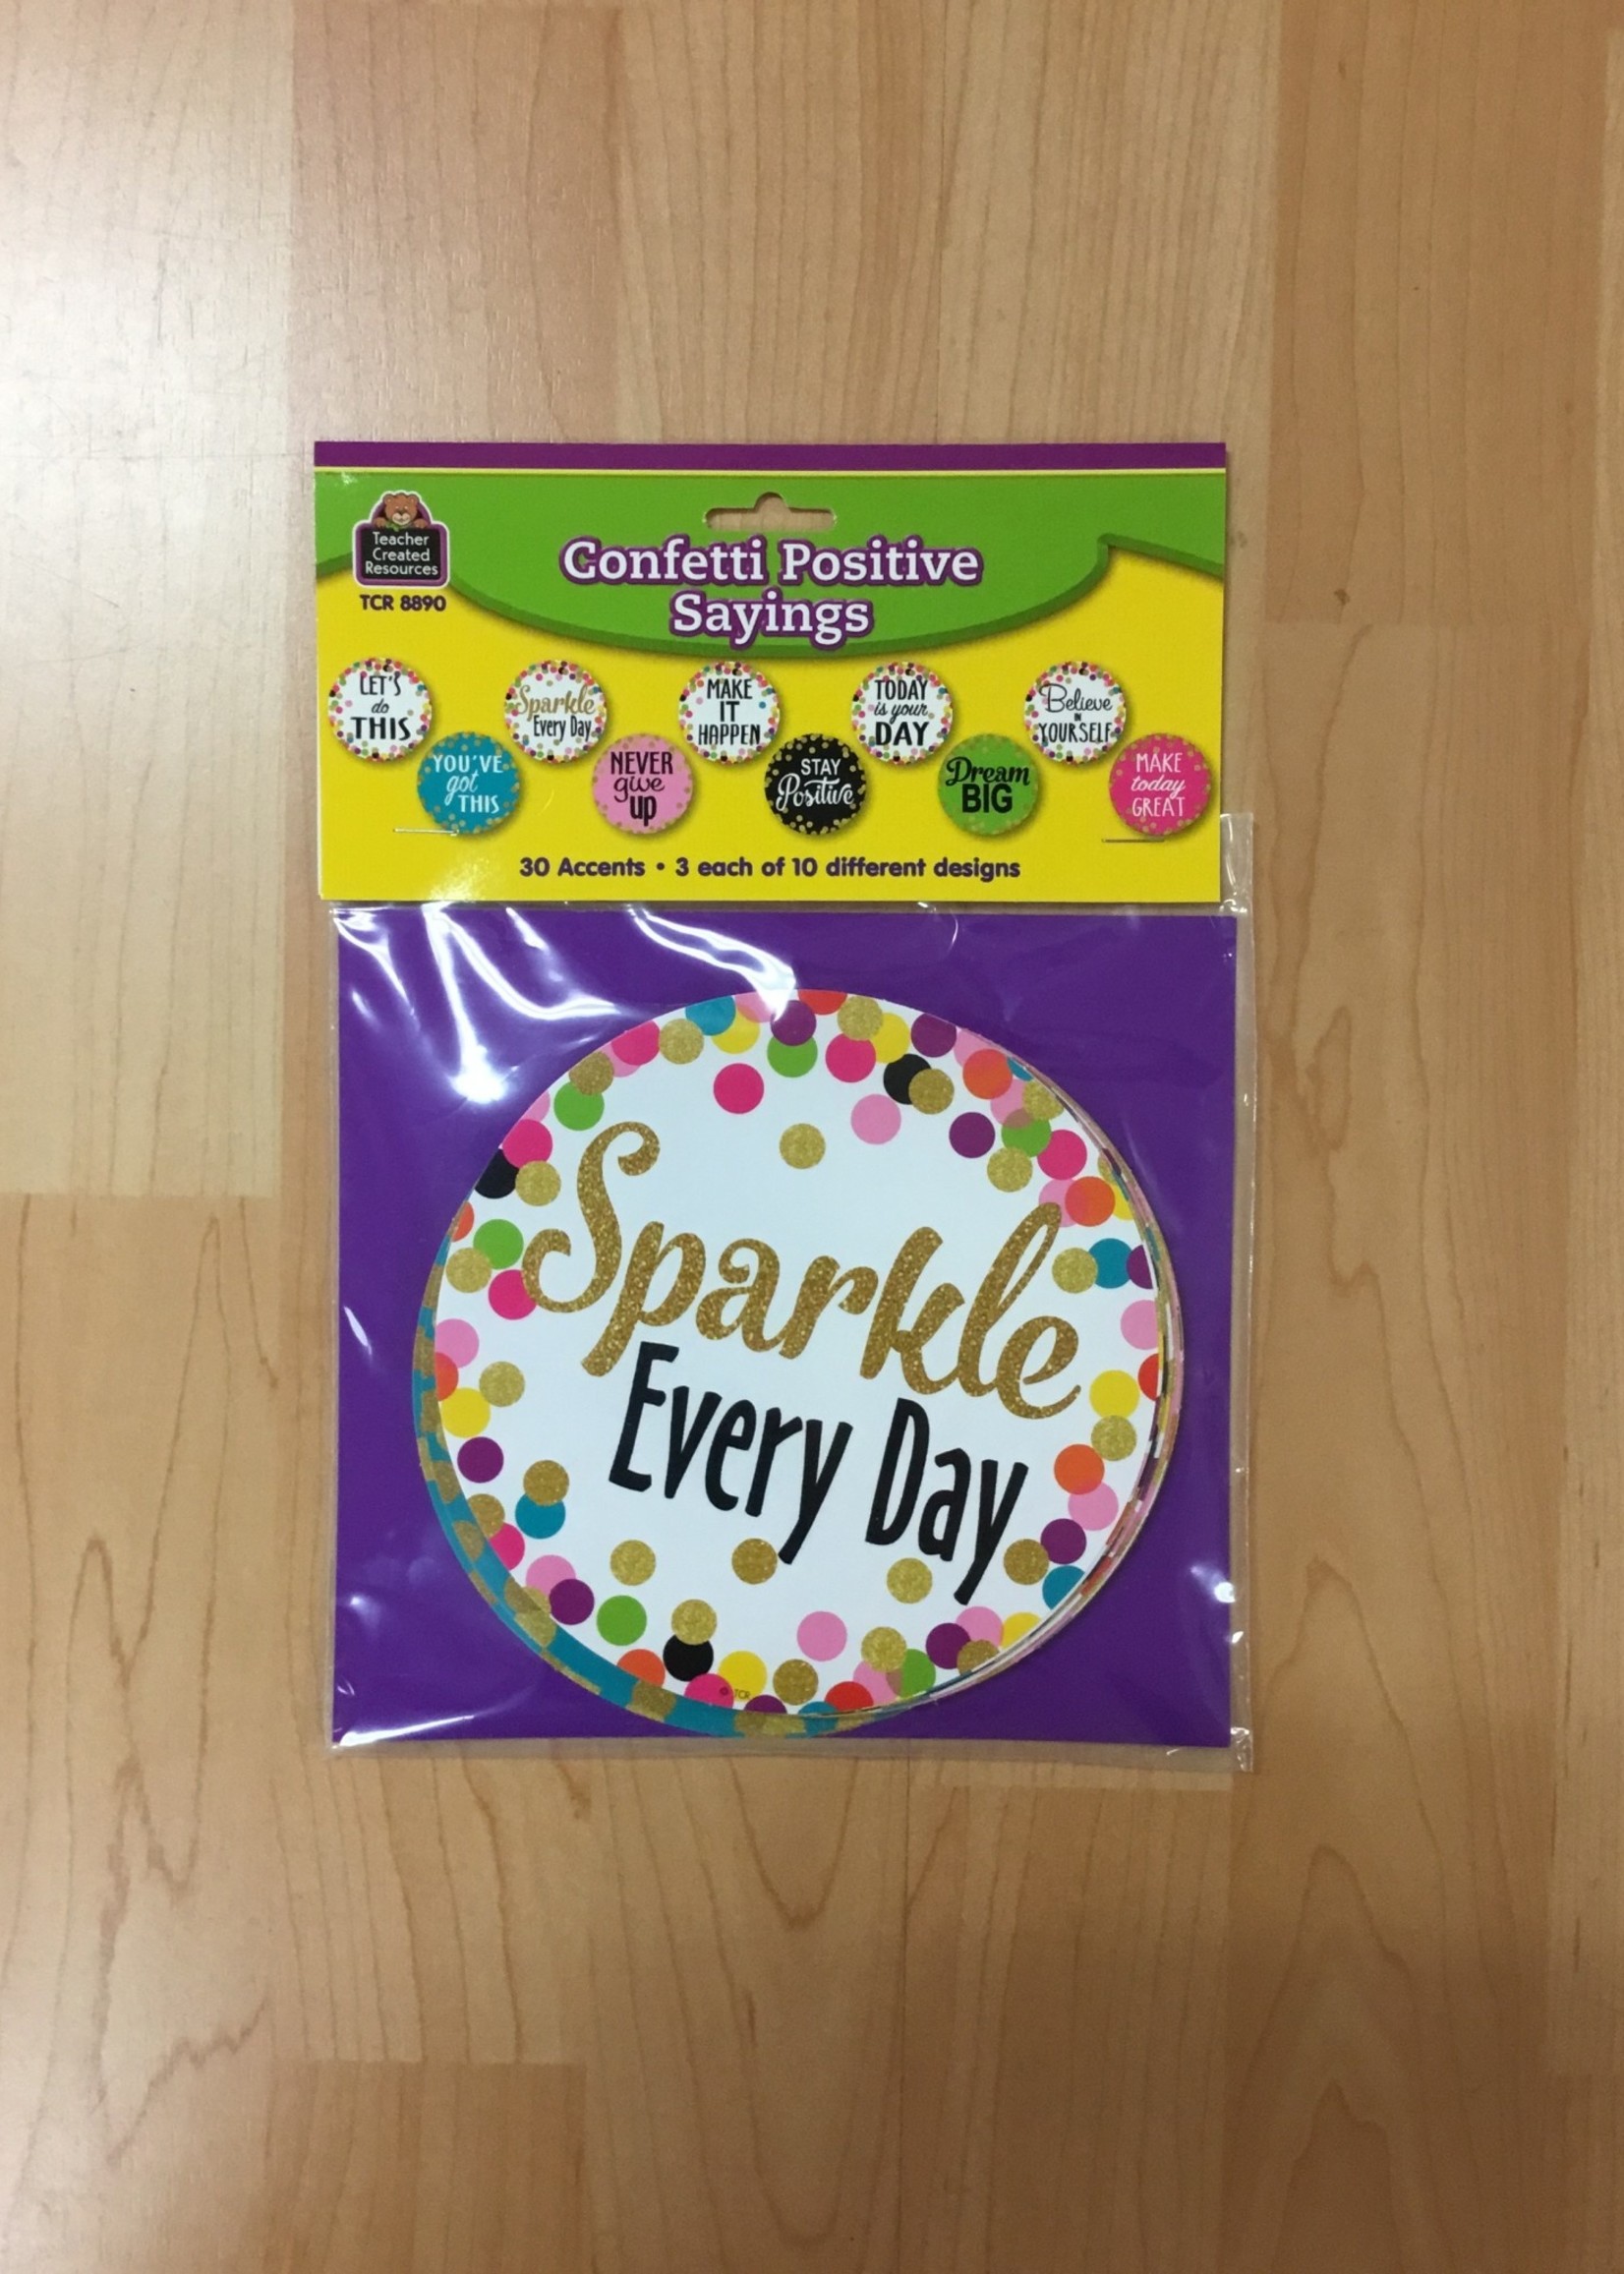 Teacher
Created
Resources
TCR 8890
Confetti Positive
Sayings
LET'S
do
THIS
Sparkle
Every Day
MAKE
IT
HAPPEN
TODAY
is your
DAY
Believe
IN
YOURSELF
YOU'VE
got
THIS
NEVER
give
up
STAY
Positive
Dream
BIG
MAKE
today
GREAT
30 Accents • 3 each of 10 different designs
Sparkle
Every Day
© TCR